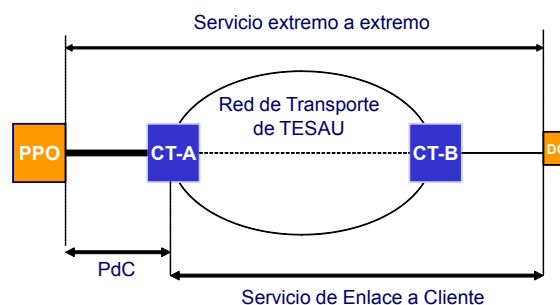 Servicio extremo a extremo
Red de Transporte
de TESAU
PPO
CT-A
CT-B
PdC
Servicio de Enlace a Cliente